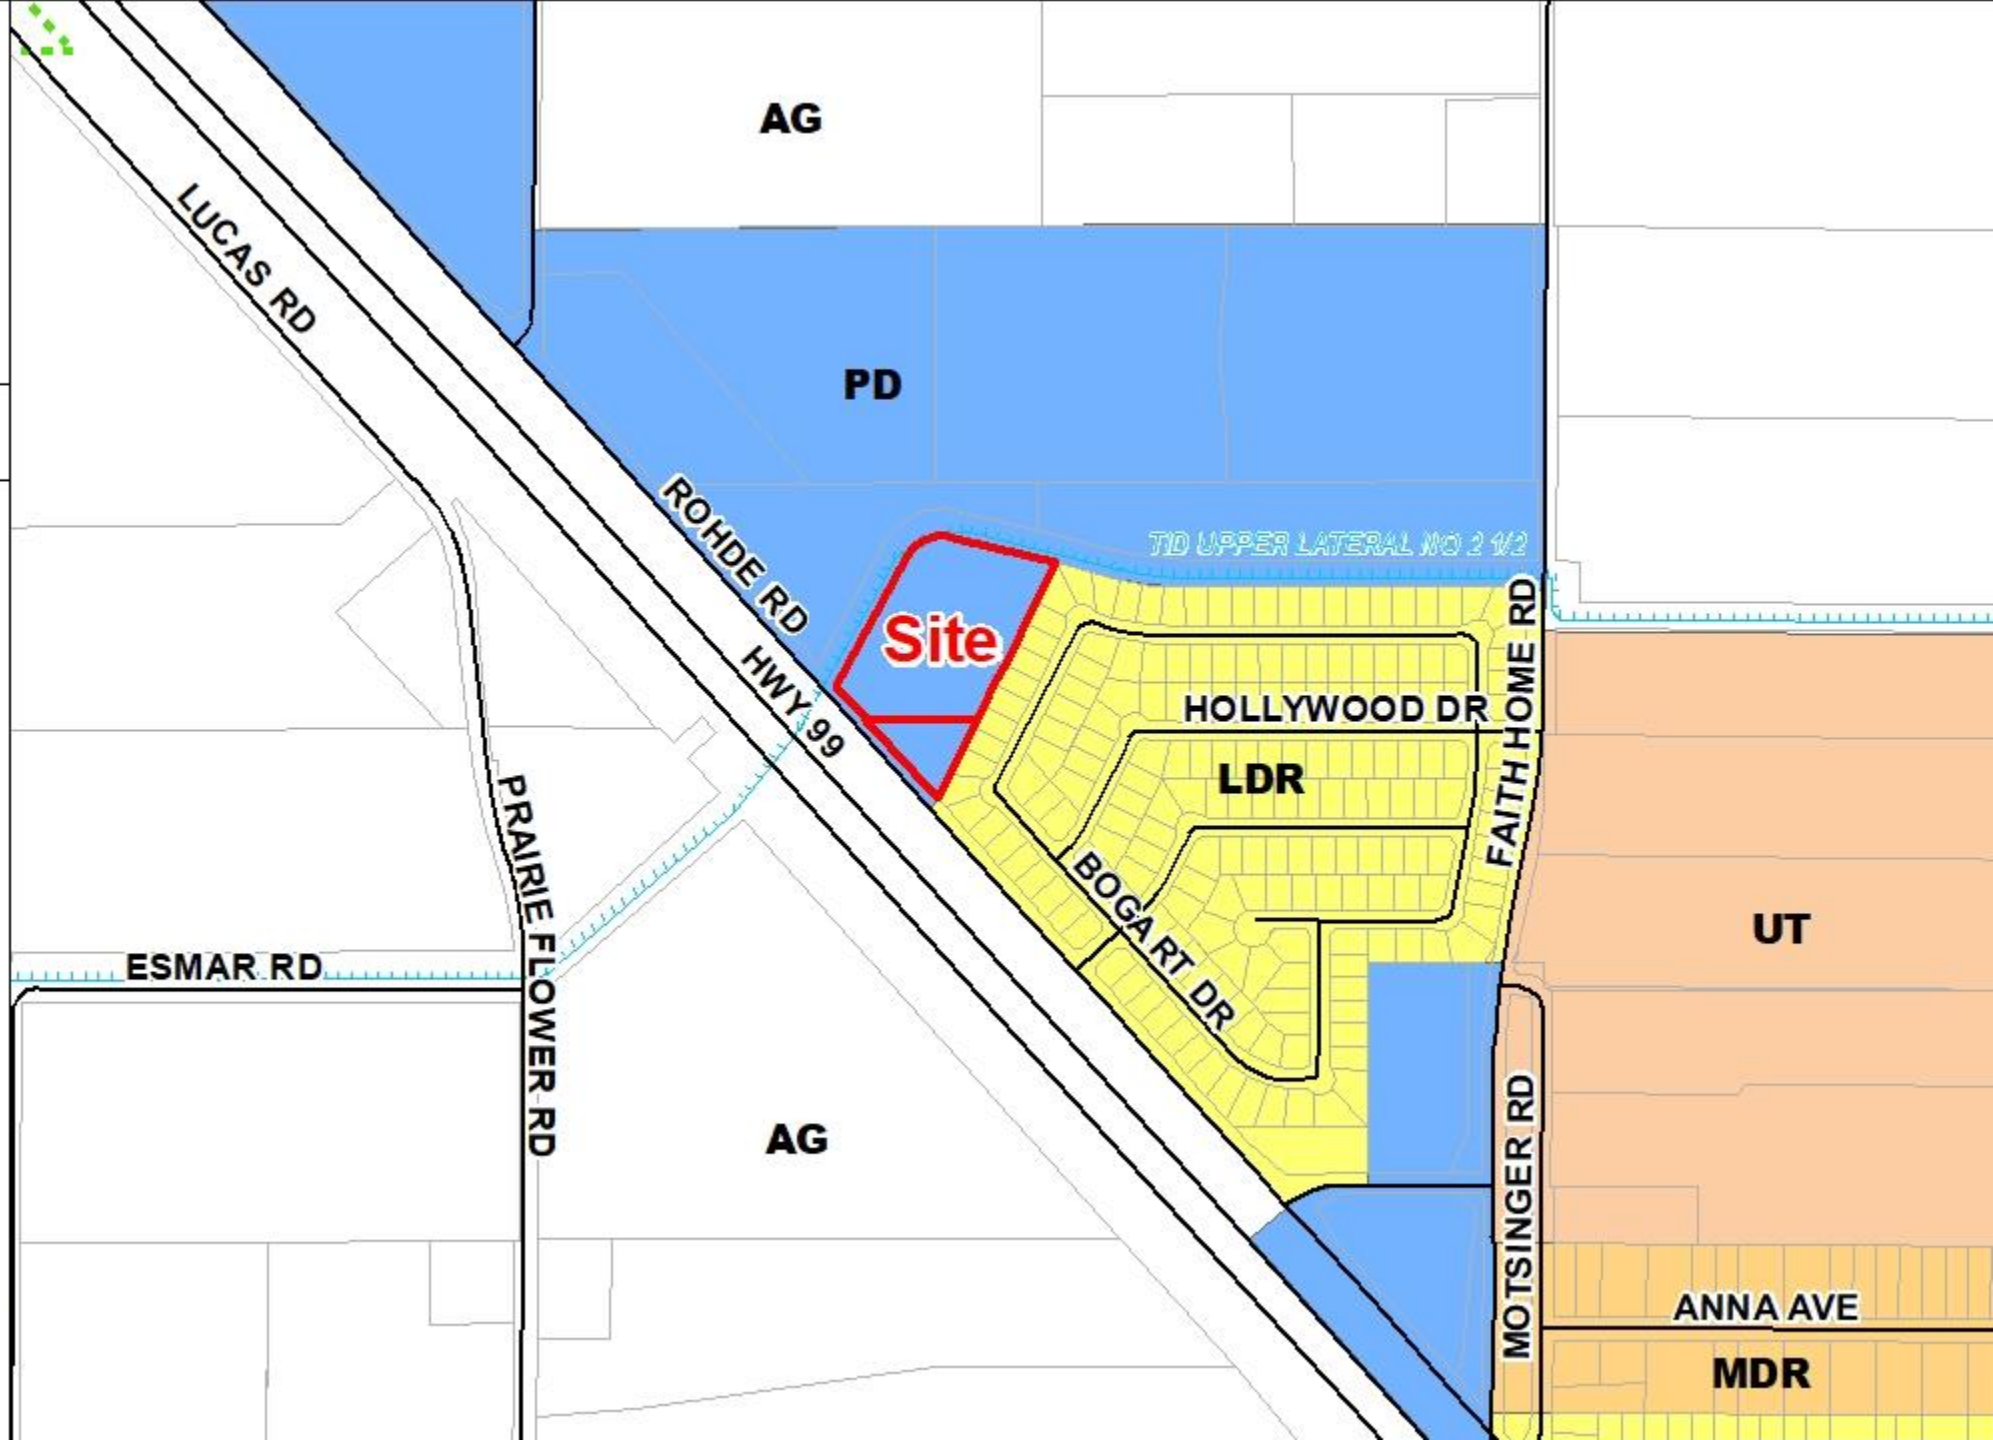 AG
LUCAS RD
PD
ROHDE RD
TID UPPER LATERAL NO 2 1/2
Site
HWY 99
HOLLYWOOD DR
FAITH HOME RD
LDR
PRAIRIE FLOWER RD
BOGART DR
UT
ESMAR RD
AG
MOTSINGER RD
ANNA AVE
MDR